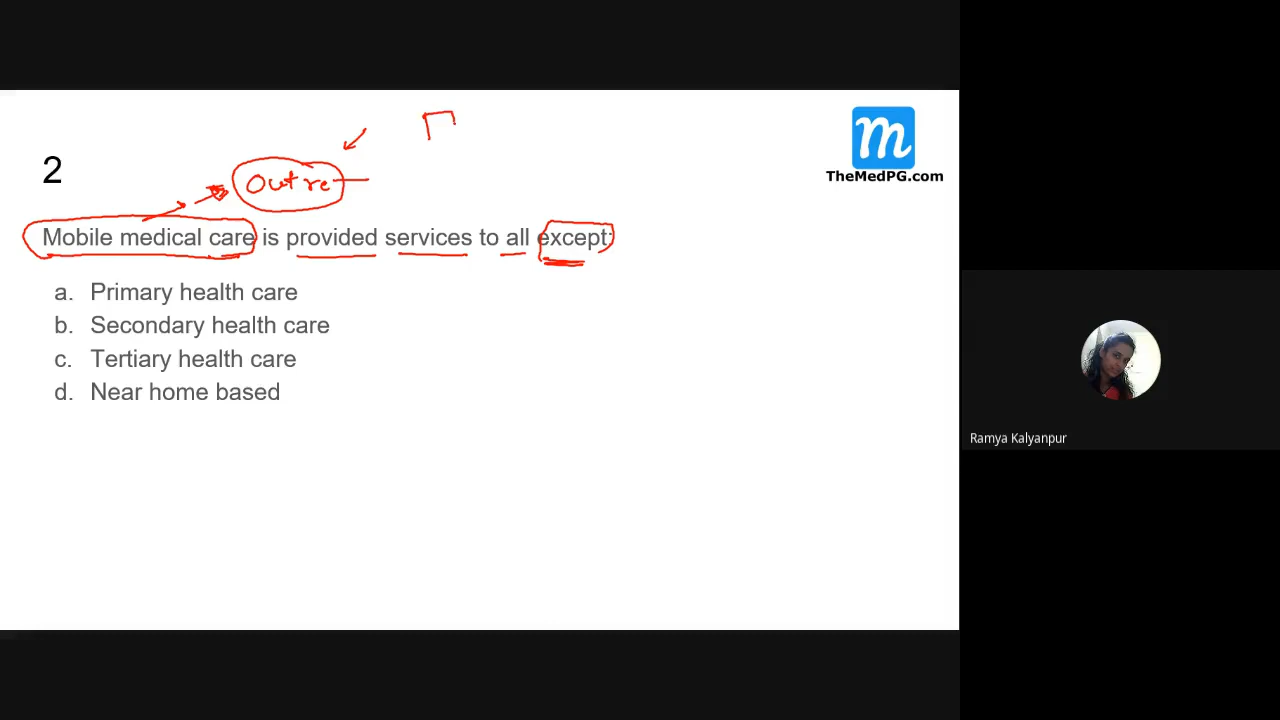 2
Outre
Mobile medical care is provided services to all except:
a. Primary health care
b. Secondary health care
c. Tertiary health care
d. Near home based
m
TheMedPG.com
Ramya Kalyanpur